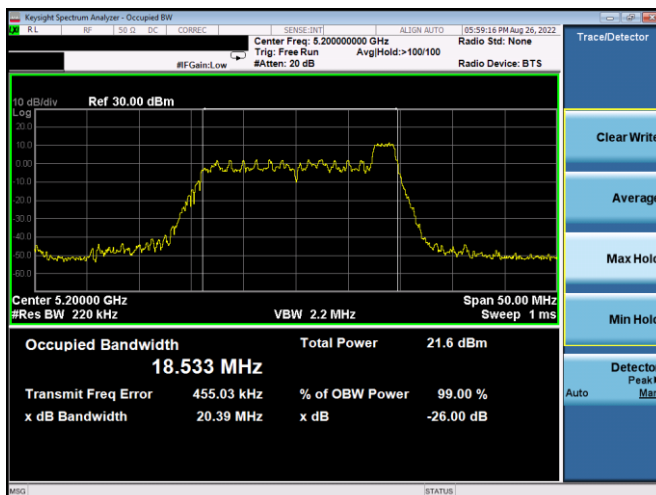 Keysight Spectrum Analyzer - Occupied BW
RL RF 50 Ω DC CORREC SENSE:INT ALIGN AUTO 05:59:16 PM Aug 26, 2022
Center Freq: 5.200000000 GHz Radio Std: None
Trig: Free Run Avg|Hold:>100/100
#IFGain:Low #Atten: 20 dB Radio Device: BTS
Trace/Detector
10 dB/div Ref 30.00 dBm
Log
20.0
10.0
0.00
-10.0
-20.0
-30.0
-40.0
-50.0
-60.0
Center 5.20000 GHz Span 50.00 MHz
#Res BW 220 kHz VBW 2.2 MHz Sweep 1 ms
Occupied Bandwidth Total Power 21.6 dBm
18.533 MHz
Transmit Freq Error 455.03 kHz % of OBW Power 99.00 %
x dB Bandwidth 20.39 MHz x dB -26.00 dB
Clear Write
Average
Max Hold
Min Hold
Detector
Peak
Auto Man
MSG STATUS